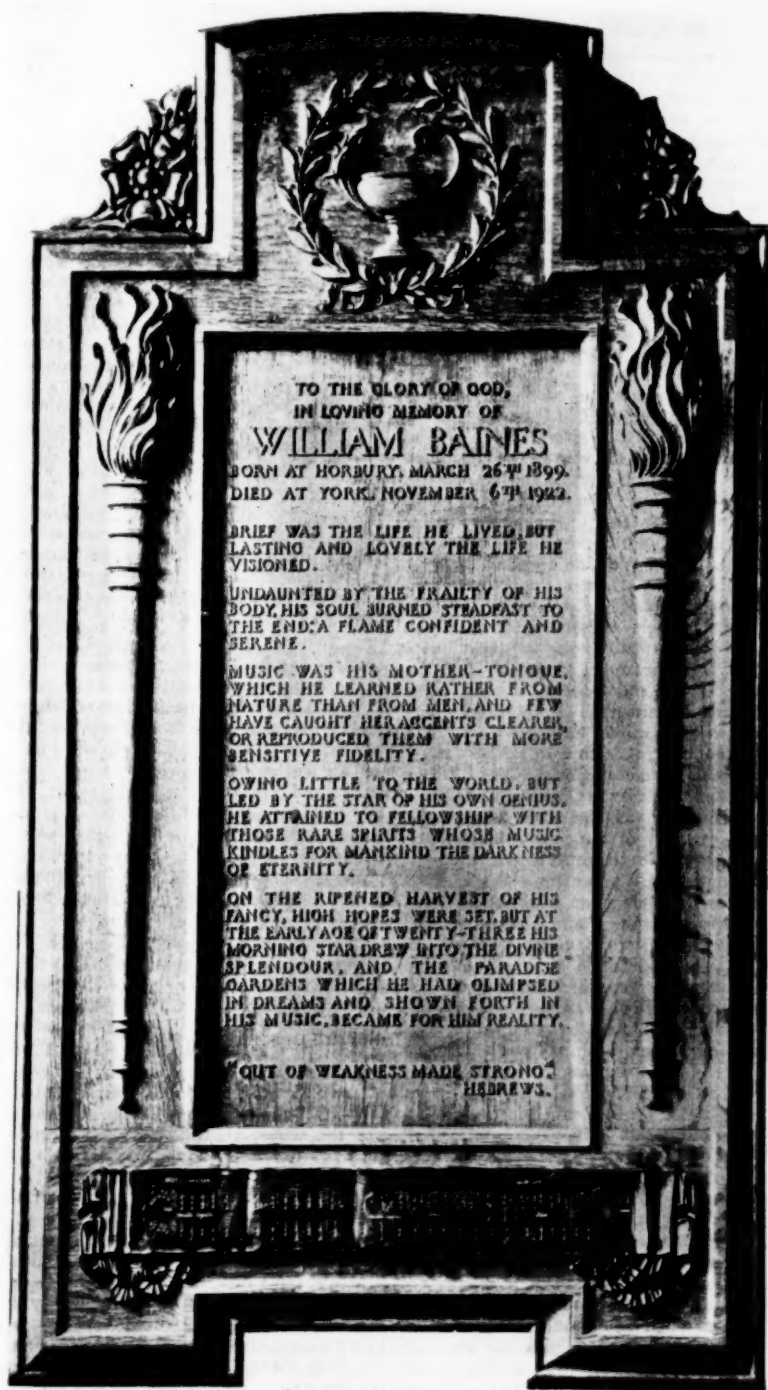 TO THE GLORY OF GOD,
IN LOVING MEMORY OF
WILLIAM BAINES
BORN AT HORBURY, MARCH 26TH 1899.
DIED AT YORK, NOVEMBER 6TH 1922.
BRIEF WAS THE LIFE HE LIVED, BUT
LASTING AND LOVELY THE LIFE HE
VISIONED.
UNDAUNTED BY THE FRAILTY OF HIS
BODY, HIS SOUL BURNED STEADFAST TO
THE END: A FLAME CONFIDENT AND
SERENE.
MUSIC WAS HIS MOTHER-TONGUE,
WHICH HE LEARNED RATHER FROM
NATURE THAN FROM MEN, AND FEW
HAVE CAUGHT HER ACCENTS CLEARER,
OR REPRODUCED THEM WITH MORE
SENSITIVE FIDELITY.
OWING LITTLE TO THE WORLD, BUT
LED BY THE STAR OF HIS OWN GENIUS,
HE ATTAINED TO FELLOWSHIP WITH
THOSE RARE SPIRITS WHOSE MUSIC
KINDLES FOR MANKIND THE DARKNESS
OF ETERNITY.
ON THE RIPENED HARVEST OF HIS
FANCY, HIGH HOPES WERE SET, BUT AT
THE EARLY AGE OF TWENTY-THREE HIS
MORNING STAR DREW INTO THE DIVINE
SPLENDOUR, AND THE PARADISE
GARDENS WHICH HE HAD GLIMPSED
IN DREAMS AND SHOWN FORTH IN
HIS MUSIC, BECAME FOR HIM REALITY.
"OUT OF WEAKNESS MADE STRONG."
HEBREWS.